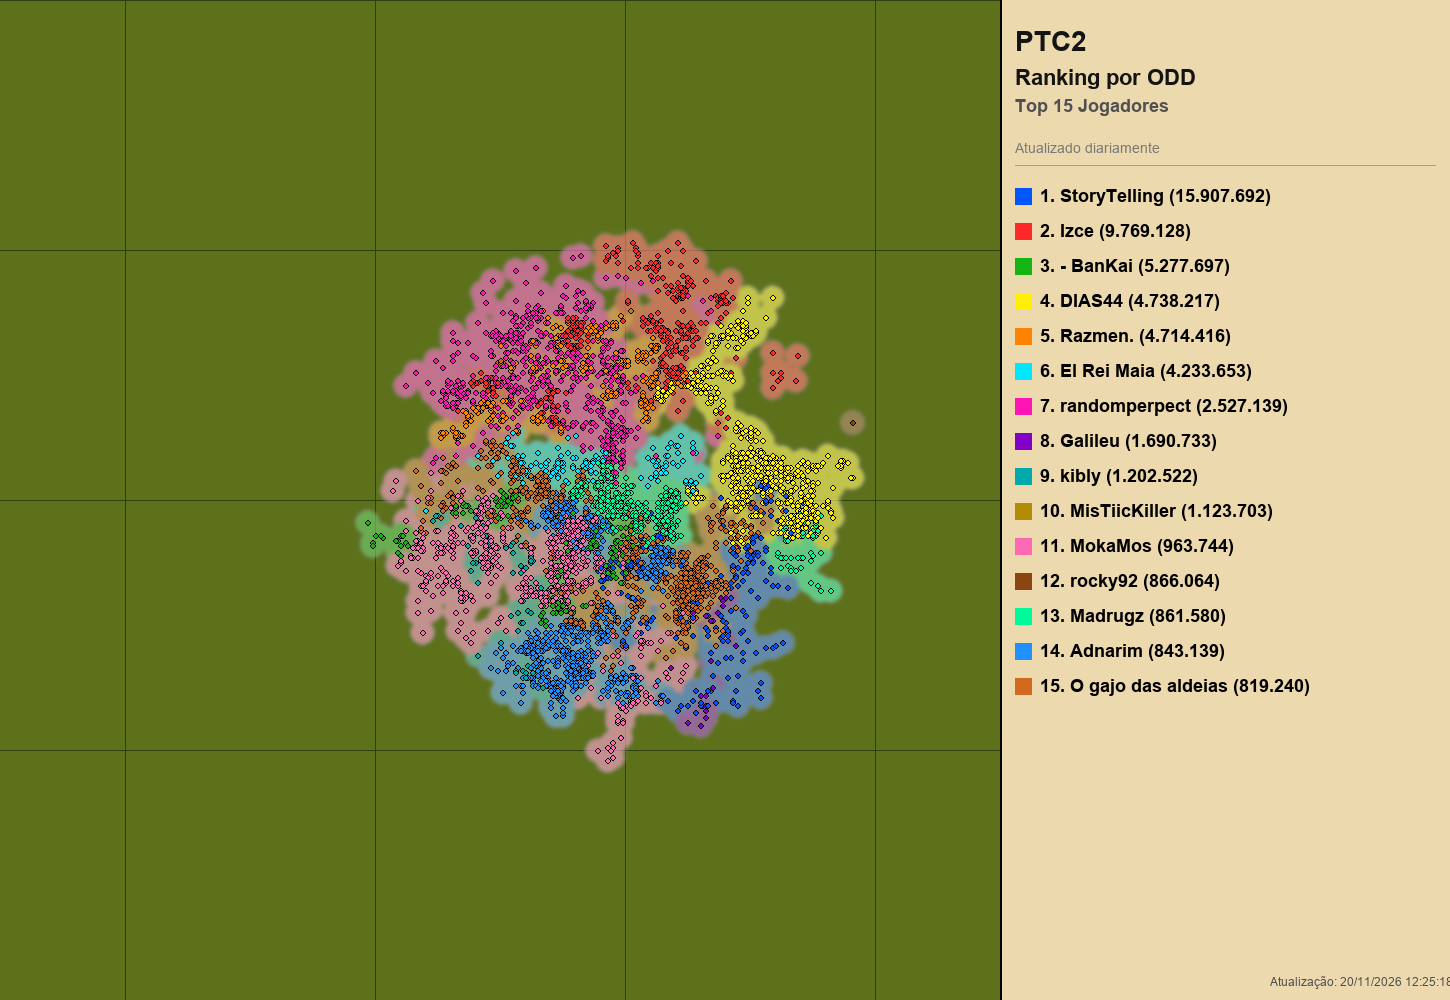 PTC2
Ranking por ODD
Top 15 Jogadores
Atualizado diariamente
1. StoryTelling (15.907.692)
2. Izce (9.769.128)
3. - BanKai (5.277.697)
4. DIAS44 (4.738.217)
5. Razmen. (4.714.416)
6. El Rei Maia (4.233.653)
7. randomperpect (2.527.139)
8. Galileu (1.690.733)
9. kibly (1.202.522)
10. MisTiicKiller (1.123.703)
11. MokaMos (963.744)
12. rocky92 (866.064)
13. Madrugz (861.580)
14. Adnarim (843.139)
15. O gajo das aldeias (819.240)
Atualização: 20/11/2026 12:25:18